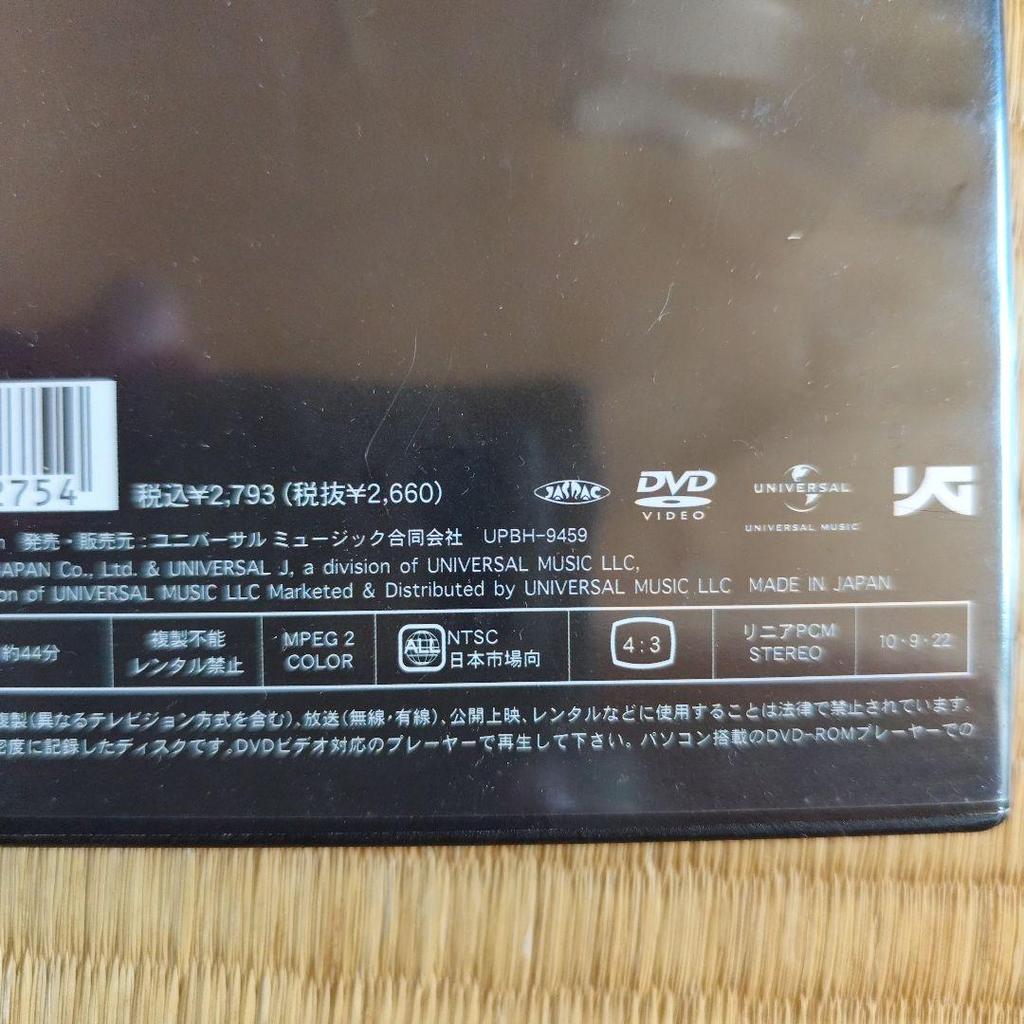 2754
税込¥2,793 (税抜¥2,660)
JASRAC
DVD
VIDEO
UNIVERSAL
UNIVERSAL MUSIC
YG
発売・販売元：ユニバーサル ミュージック合同会社 UPBH-9459
JAPAN Co., Ltd. & UNIVERSAL J, a division of UNIVERSAL MUSIC LLC,
on of UNIVERSAL MUSIC LLC Marketed & Distributed by UNIVERSAL MUSIC LLC MADE IN JAPAN
約44分
複製不能
レンタル禁止
MPEG 2
COLOR
ALL
NTSC
日本市場向
4:3
リニアPCM
STEREO
10・9・22
複製(異なるテレビジョン方式を含む)、放送(無線・有線)、公開上映、レンタルなどに使用することは法律で禁止されています。
密度に記録したディスクです。DVDビデオ対応のプレーヤーで再生して下さい。パソコン搭載のDVD-ROMプレーヤーでの